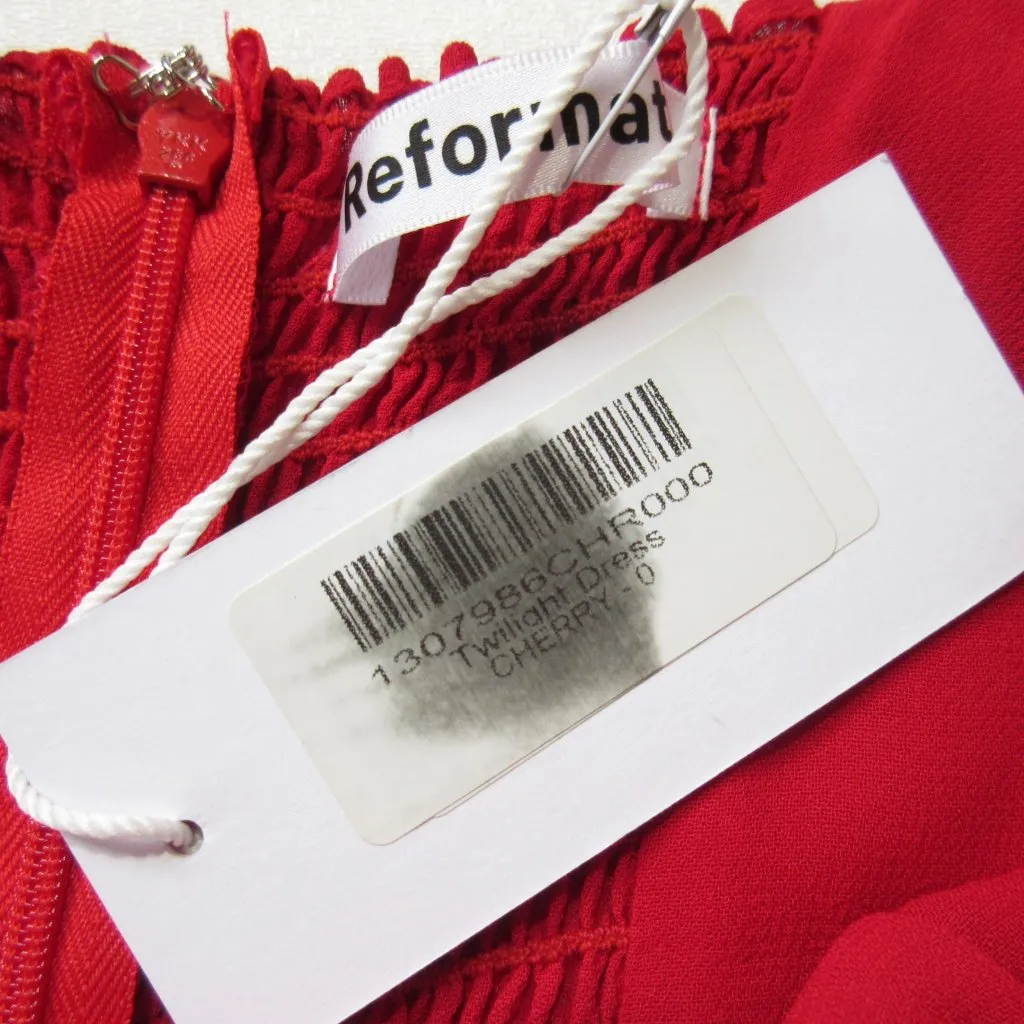 Reformat
1307986CHR000
Twilight Dress
CHERRY - 0